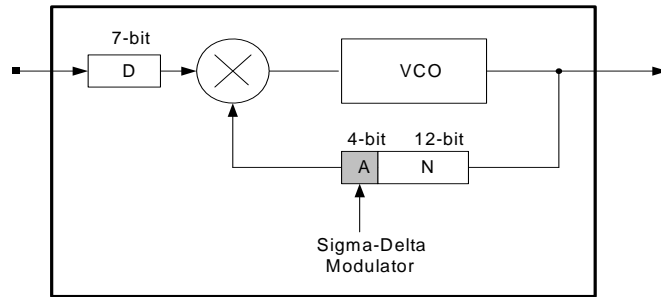 7-bit
D
VCO
4-bit 12-bit
A N
Sigma-Delta
Modulator